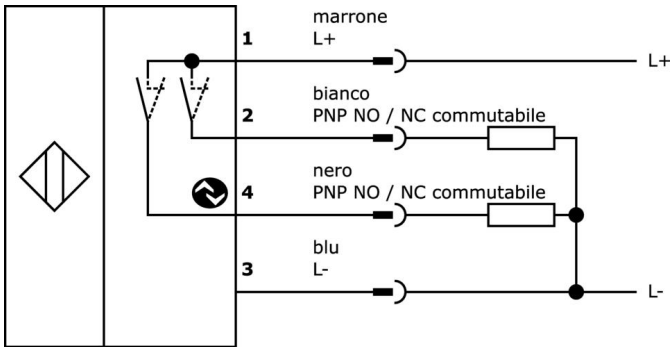 marrone
1 L+
L+
bianco
2 PNP NO / NC commutabile
nero
4 PNP NO / NC commutabile
blu
3 L-
L-